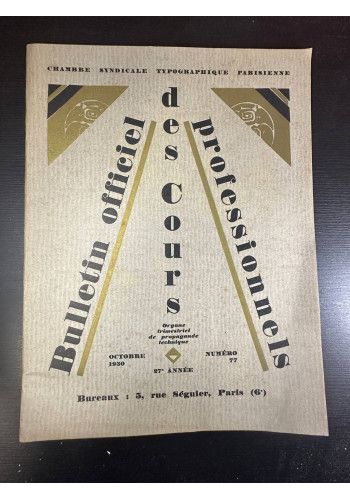 CHAMBRE SYNDICALE TYPOGRAPHIQUE PARISIENNE
Bulletin officiel
des Cours
professionnels
Organe
trimestriel
de propagande
technique
OCTOBRE
1930
NUMÉRO
77
27e ANNÉE
Bureaux : 5, rue Séguier, Paris (6e)